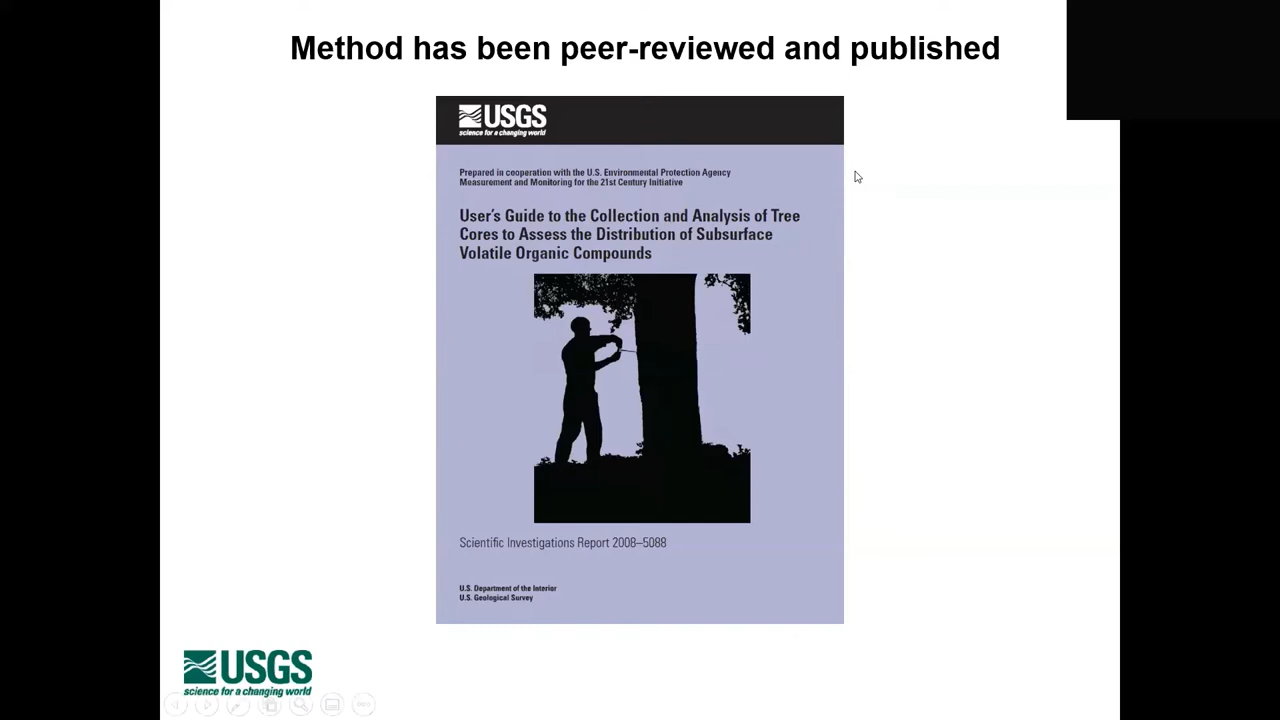 Method has been peer-reviewed and published
USGS
science for a changing world
Prepared in cooperation with the U.S. Environmental Protection Agency
Measurement and Monitoring for the 21st Century Initiative
User's Guide to the Collection and Analysis of Tree
Cores to Assess the Distribution of Subsurface
Volatile Organic Compounds
Scientific Investigations Report 2008–5088
U.S. Department of the Interior
U.S. Geological Survey
USGS
science for a changing world